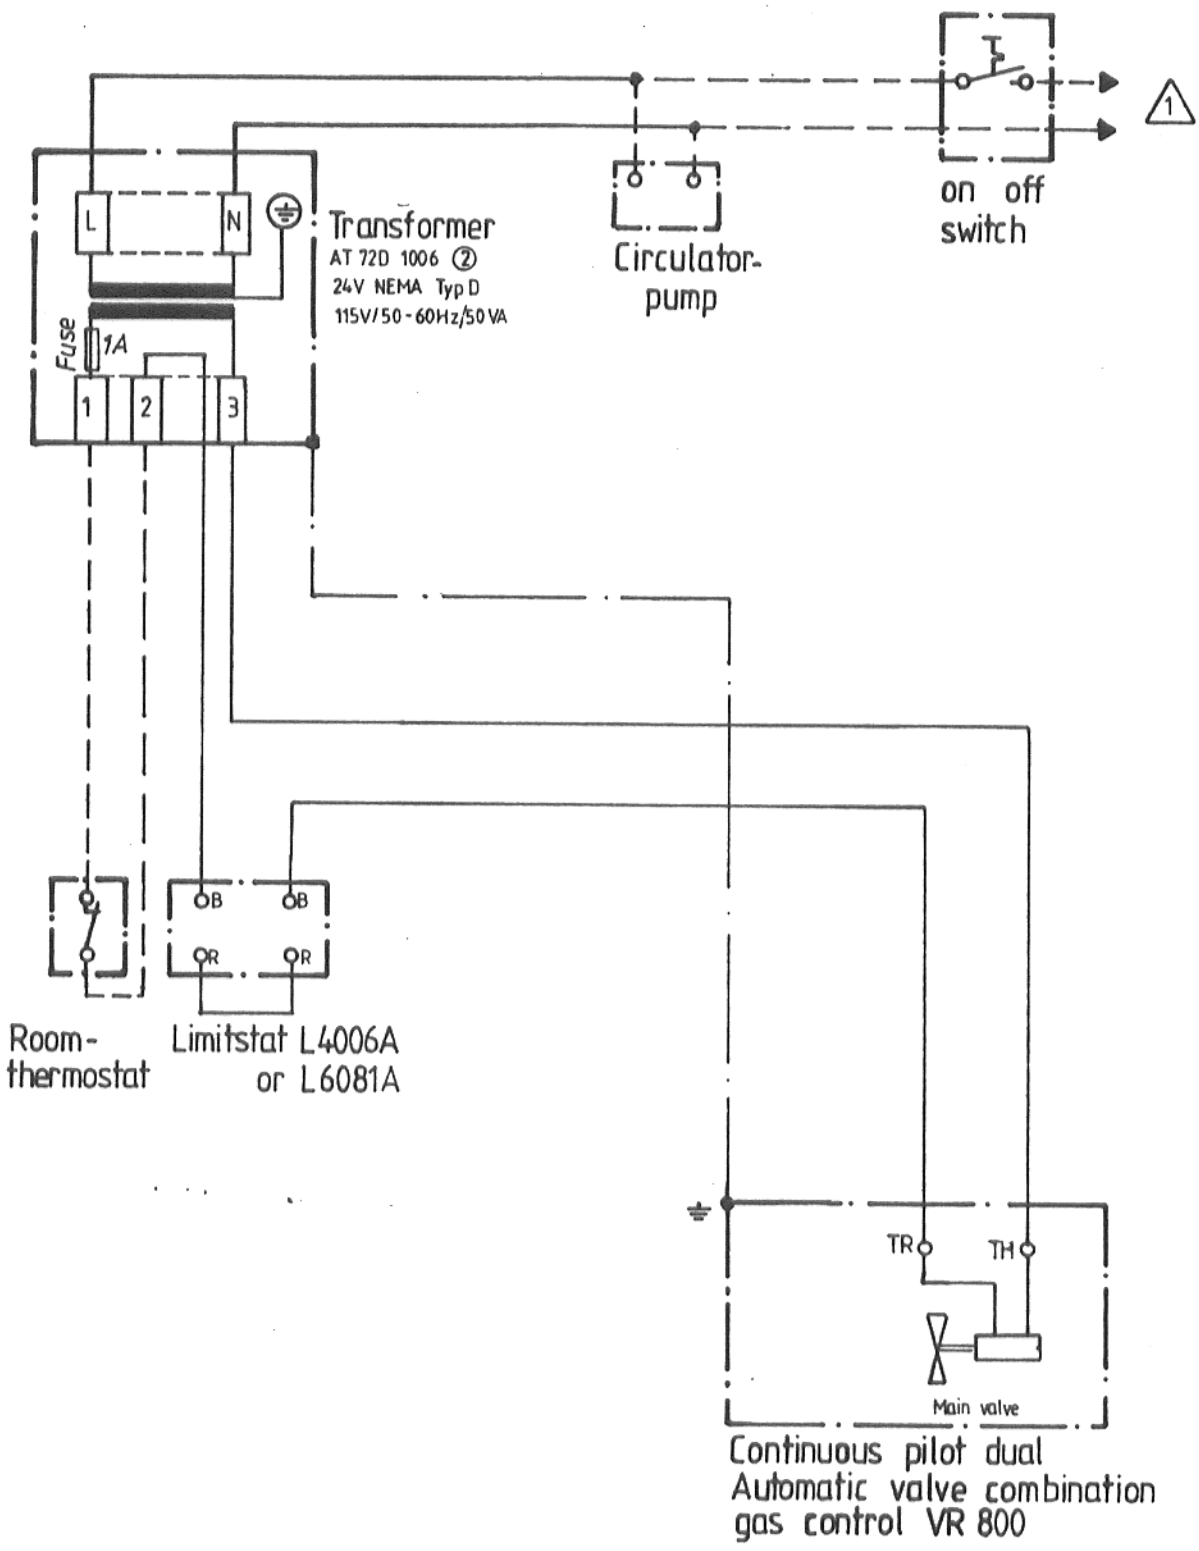 1
on off
switch
L
N
Transformer
AT 72D 1006 ②
24V NEMA Typ D
115V/50-60Hz/50VA
Circulator-
pump
Fuse
1A
1
2
3
B
B
R
R
Room-
thermostat
Limitstat L4006A
or L6081A
TR
TH
Main valve
Continuous pilot dual
Automatic valve combination
gas control VR 800